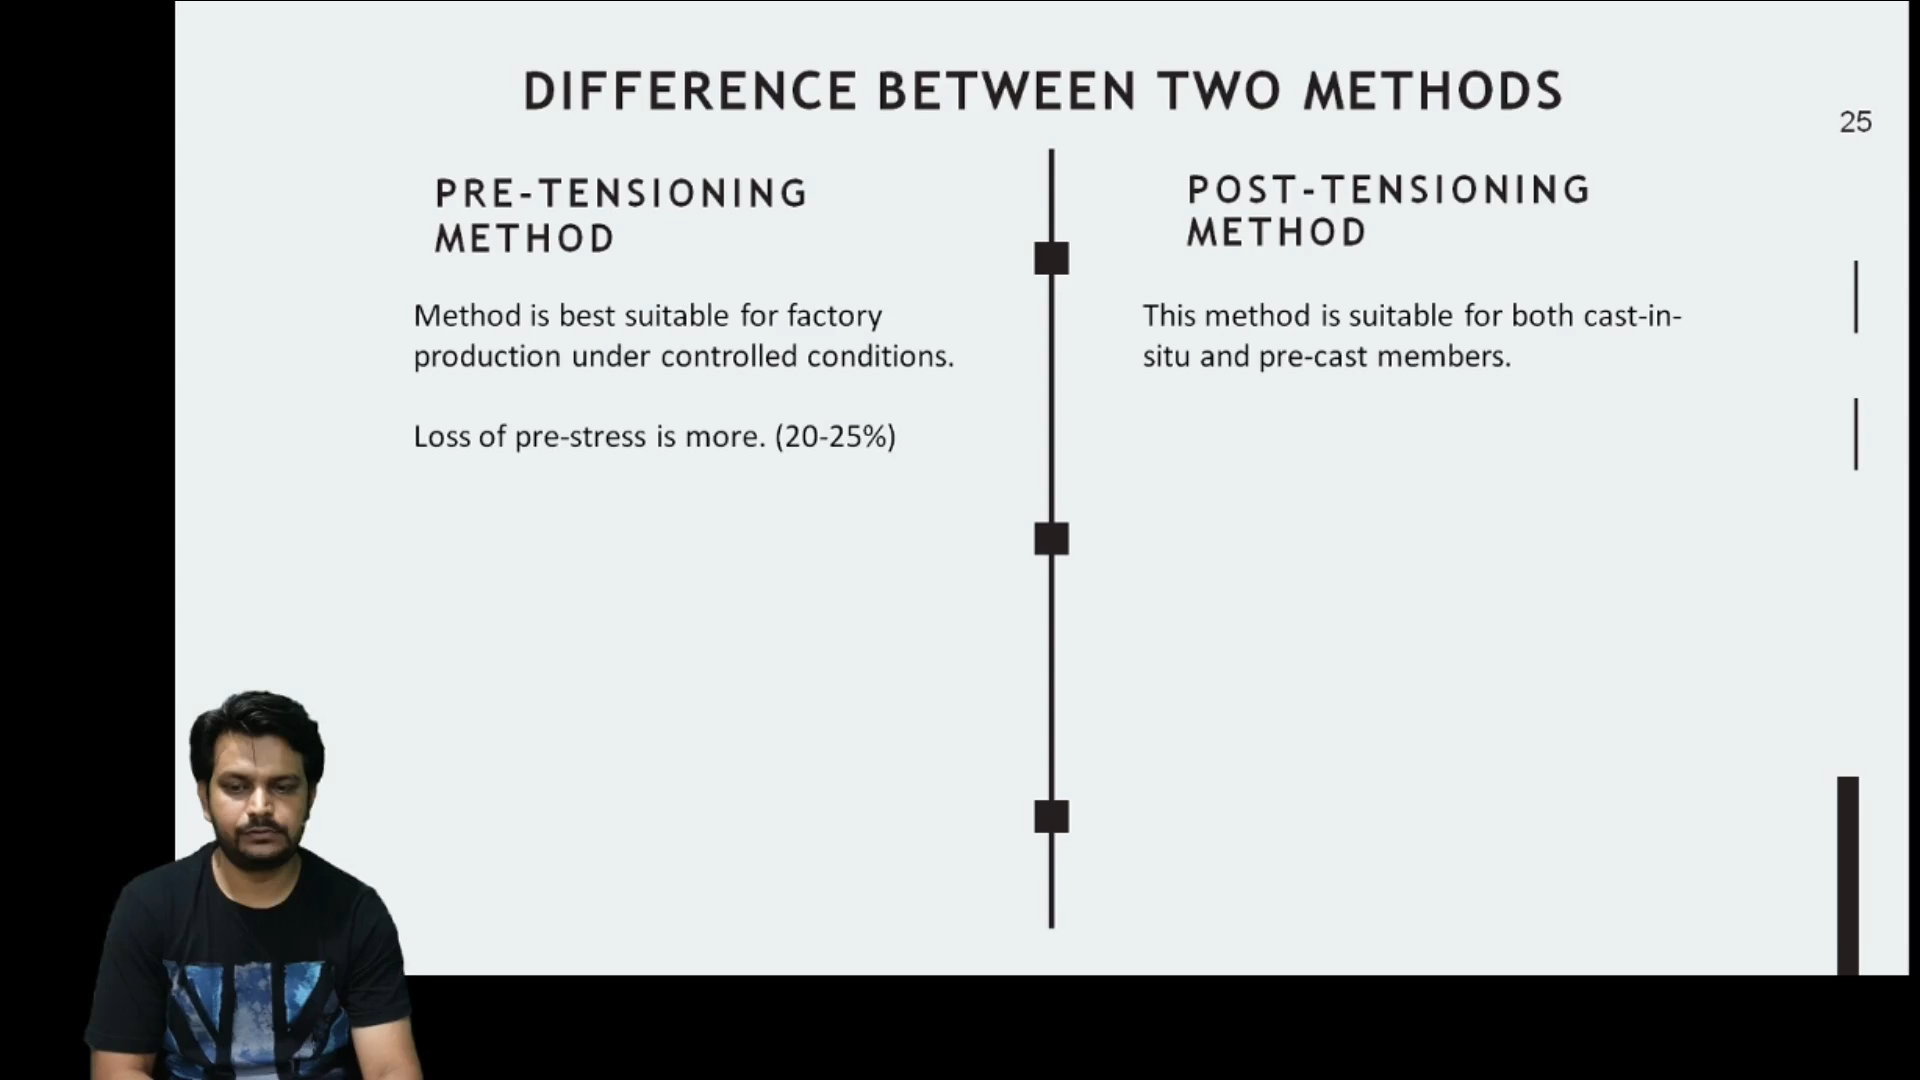 DIFFERENCE BETWEEN TWO METHODS
25
PRE-TENSIONING
METHOD
Method is best suitable for factory
production under controlled conditions.
Loss of pre-stress is more. (20-25%)
POST-TENSIONING
METHOD
This method is suitable for both cast-in-
situ and pre-cast members.